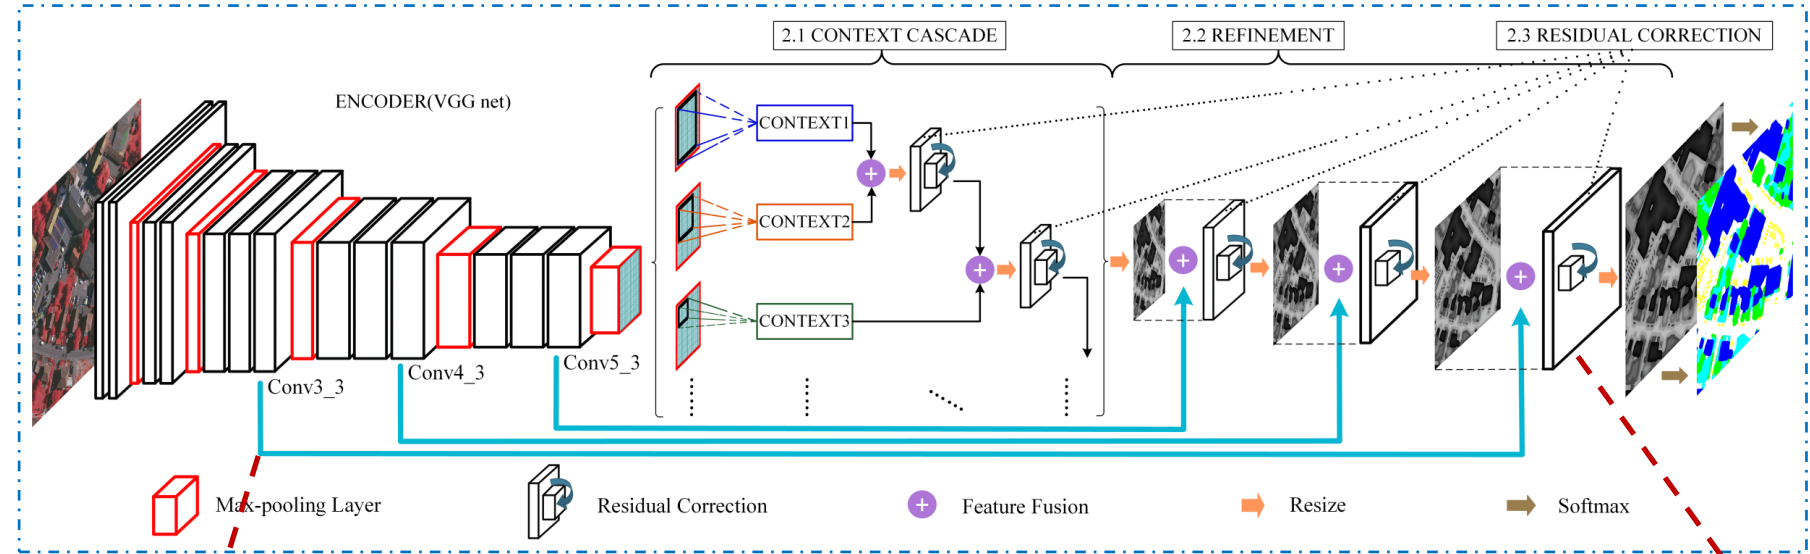 2.1 CONTEXT CASCADE
2.2 REFINEMENT
2.3 RESIDUAL CORRECTION
ENCODER(VGG net)
CONTEXT1
CONTEXT2
CONTEXT3
Conv3_3
Conv4_3
Conv5_3
Max-pooling Layer
Residual Correction
Feature Fusion
Resize
Softmax